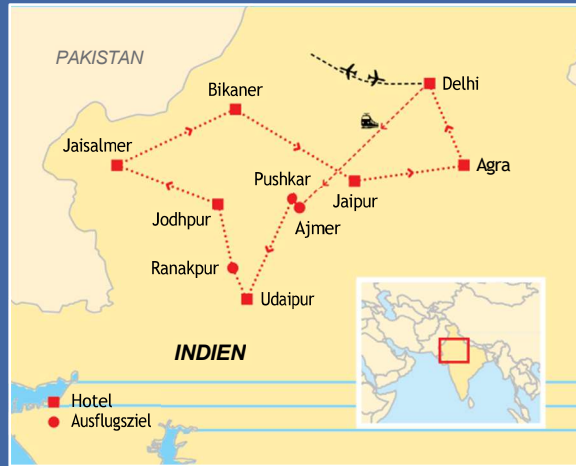 PAKISTAN
Delhi
Bikaner
Jaisalmer
Agra
Pushkar
Jaipur
Jodhpur
Ajmer
Ranakpur
Udaipur
INDIEN
Hotel
Ausflugsziel